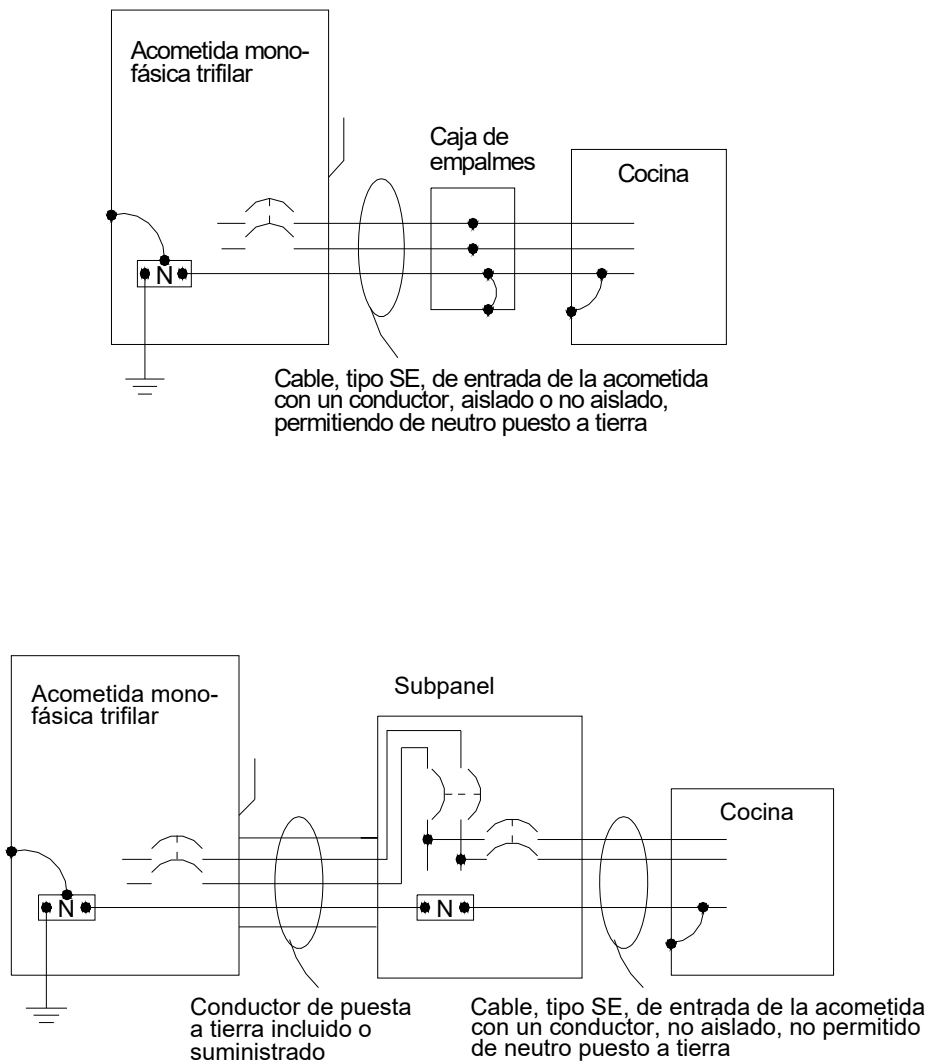 Acometida mono-
fásica trifilar
Caja de
empalmes
Cocina
N
Cable, tipo SE, de entrada de la acometida
con un conductor, aislado o no aislado,
permitiendo de neutro puesto a tierra
Acometida mono-
fásica trifilar
Subpanel
Cocina
N
N
Conductor de puesta
a tierra incluido o
suministrado
Cable, tipo SE, de entrada de la acometida
con un conductor, no aislado, no permitido
de neutro puesto a tierra